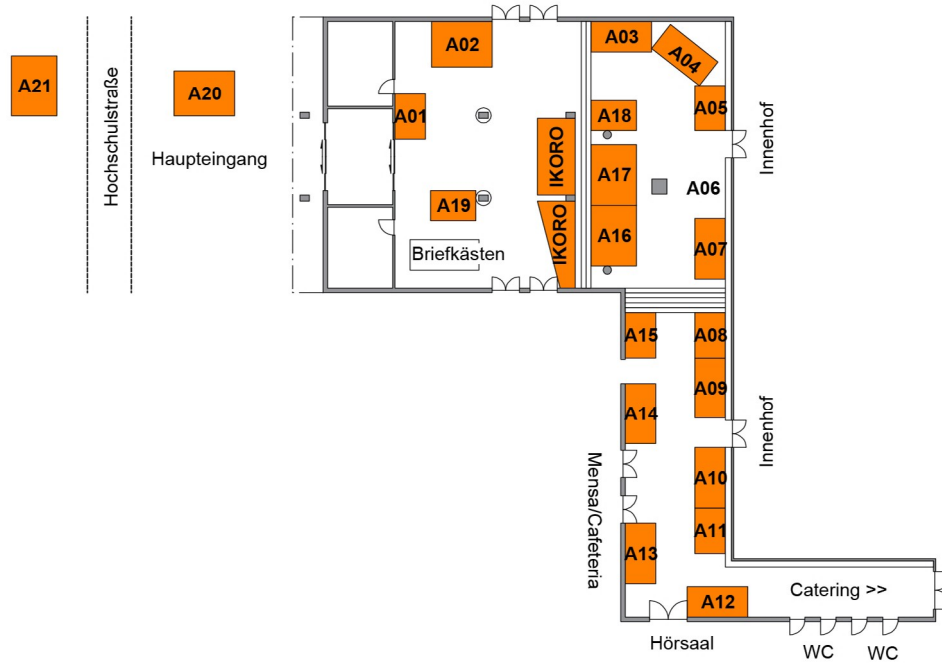 A21
Hochschulstraße
A20
Haupteingang
A01
A02
A19
Briefkästen
IKORO
IKORO
A03
A04
A05
A18
A17
A06
A16
A07
Innenhof
A15
A08
A09
A14
Innenhof
Mensa/Cafeteria
A10
A11
A13
A12
Catering >>
Hörsaal
WC
WC